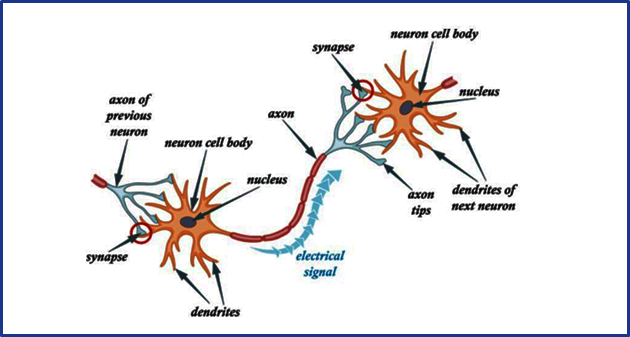 neuron cell body
synapse
nucleus
axon of
previous
neuron
axon
neuron cell body
nucleus
axon
tips
dendrites of
next neuron
synapse
electrical
signal
dendrites